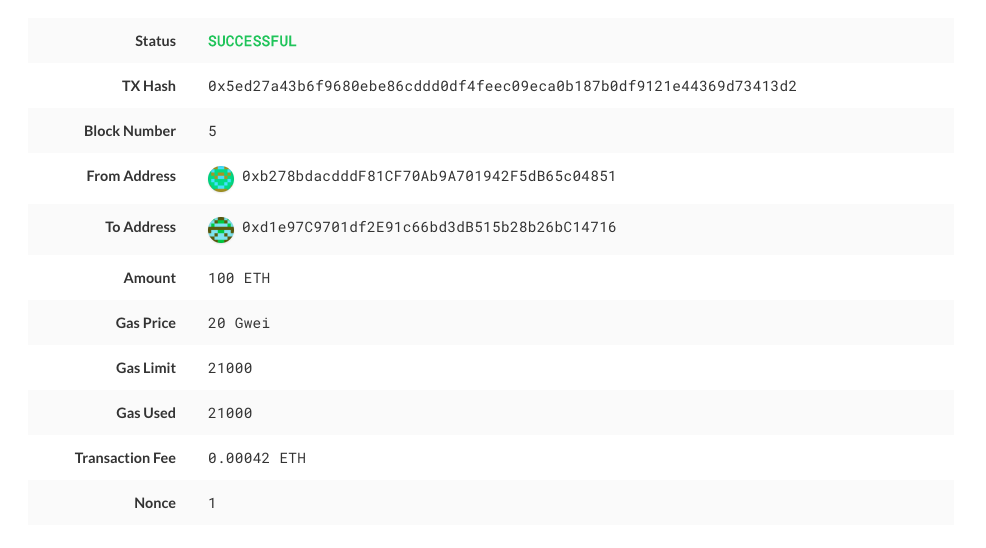 Status SUCCESSFUL
TX Hash 0x5ed27a43b6f9680ebe86cddd0df4feec09eca0b187b0df9121e44369d73413d2
Block Number 5
From Address 0xb278bdacdddF81CF70Ab9A701942F5dB65c04851
To Address 0xd1e97C9701df2E91c66bd3dB515b28b26bC14716
Amount 100 ETH
Gas Price 20 Gwei
Gas Limit 21000
Gas Used 21000
Transaction Fee 0.00042 ETH
Nonce 1